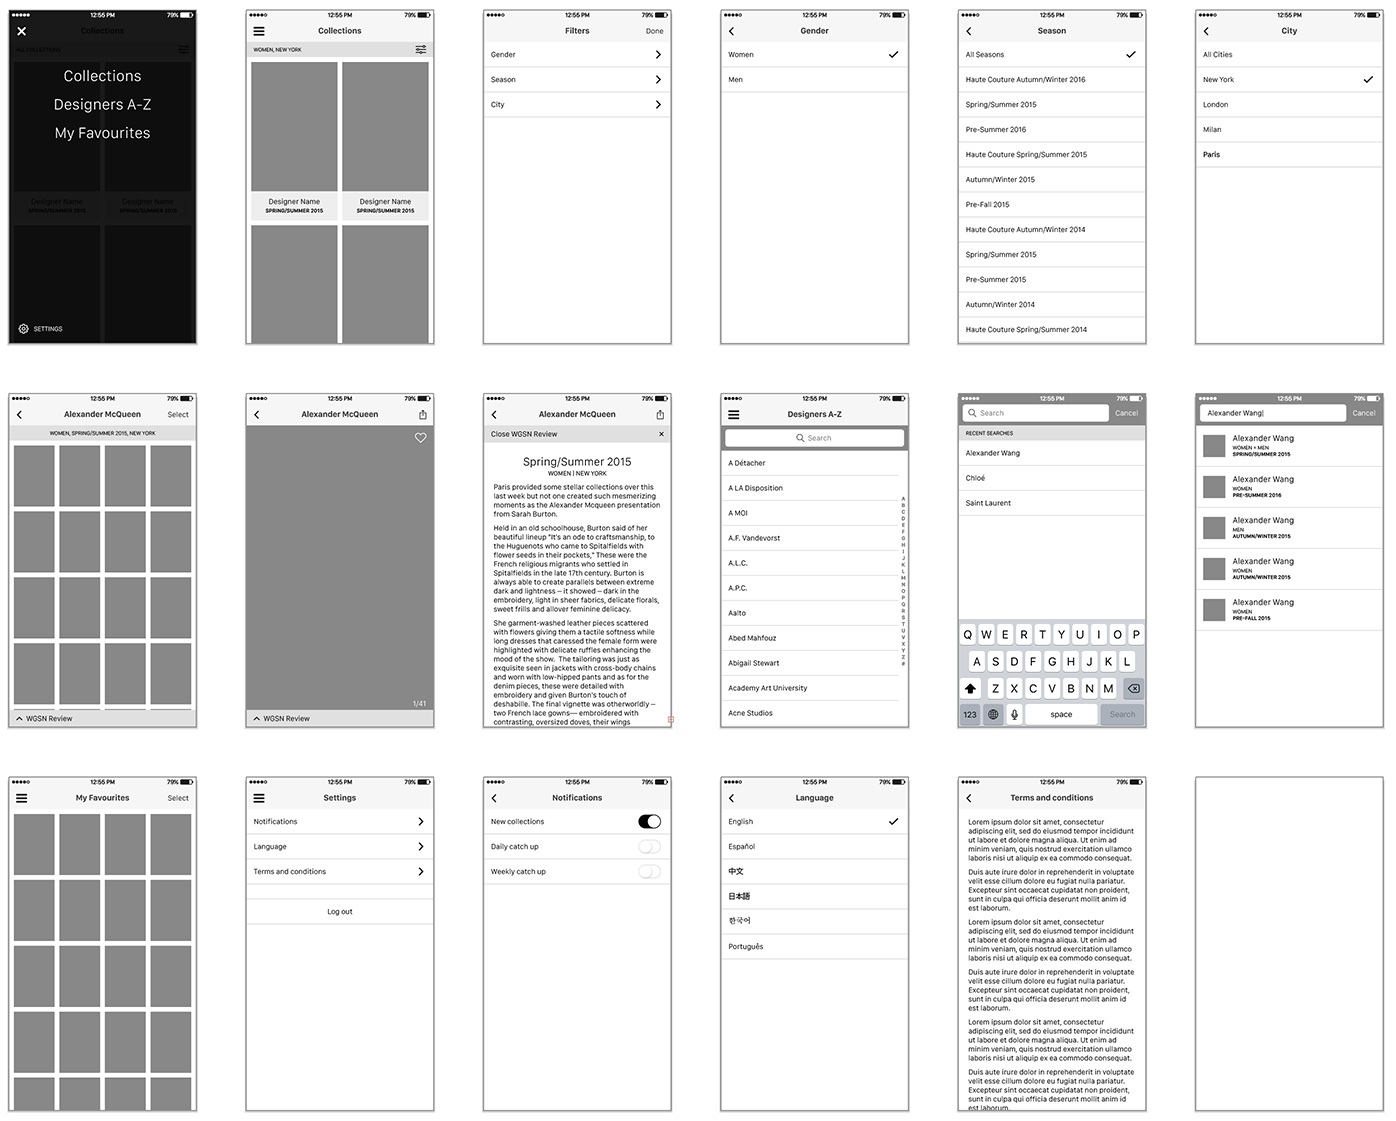 12:55 PM 79%
Collections
ALL COLLECTIONS
Collections
Designers A-Z
My Favourites
Designer Name Designer Name
SPRING/SUMMER 2015 SPRING/SUMMER 2015
SETTINGS
12:55 PM 79%
Collections
WOMEN, NEW YORK
Designer Name Designer Name
SPRING/SUMMER 2015 SPRING/SUMMER 2015
12:55 PM 79%
Filters Done
Gender
Season
City
12:55 PM 79%
Gender
Women
Men
12:55 PM 79%
Season
All Seasons
Haute Couture Autumn/Winter 2016
Spring/Summer 2015
Pre-Summer 2016
Haute Couture Spring/Summer 2015
Autumn/Winter 2015
Pre-Fall 2015
Haute Couture Autumn/Winter 2014
Spring/Summer 2015
Pre-Summer 2015
Autumn/Winter 2014
Haute Couture Spring/Summer 2014
12:55 PM 79%
City
All Cities
New York
London
Milan
Paris
12:55 PM 79%
Alexander McQueen Select
WOMEN, SPRING/SUMMER 2015, NEW YORK
WGSN Review
12:55 PM 79%
Alexander McQueen
1/41
WGSN Review
12:55 PM 79%
Alexander McQueen
Close WGSN Review
Spring/Summer 2015
WOMEN | NEW YORK
Paris provided some stellar collections over this
last week but not one created such mesmerizing
moments as the Alexander Mcqueen presentation
from Sarah Burton.
Held in an old schoolhouse, Burton said of her
beautiful lineup "It's an ode to craftsmanship, to
the Huguenots who came to Spitalfields with
flower seeds in their pockets," These were the
French religious migrants who settled in
Spitalfields in the late 17th century. Burton is
always able to create parallels between extreme
dark and lightness – it showed – dark in the
embroidery, light in sheer fabrics, delicate florals,
sweet frills and allover feminine delicacy.
She garment-washed leather pieces scattered
with flowers giving them a tactile softness while
long dresses that caressed the female form were
highlighted with delicate ruffles enhancing the
mood of the show. The tailoring was just as
exquisite seen in jackets with cross-body chains
and worn with low-hipped pants and as for the
denim pieces, these were detailed with
embroidery and given Burton's touch of
deshabille. The final vignette was otherworldly –
two French lace gowns— embroidered with
contrasting, oversized doves, their wings
12:55 PM 79%
Designers A-Z
Search
A Détacher
A LA Disposition
A MOI
A.F. Vandevorst
A.L.C.
A.P.C.
Aalto
Abed Mahfouz
Abigail Stewart
Academy Art University
Acne Studios
A
B
C
D
E
F
G
H
I
J
K
L
M
N
O
P
Q
R
S
T
U
V
X
Y
Z
#
12:55 PM 79%
Search Cancel
RECENT SEARCHES
Alexander Wang
Chloé
Saint Laurent
Q W E R T Y U I O P
A S D F G H J K L
Z X C V B N M
123 space Search
12:55 PM 79%
Alexander Wang Cancel
Alexander Wang
WOMEN + MEN
SPRING/SUMMER 2015
Alexander Wang
WOMEN
PRE-SUMMER 2016
Alexander Wang
MEN
AUTUMN/WINTER 2015
Alexander Wang
WOMEN
AUTUMN/WINTER 2015
Alexander Wang
WOMEN
PRE-FALL 2015
12:55 PM 79%
My Favourites Select
12:55 PM 79%
Settings
Notifications
Language
Terms and conditions
Log out
12:55 PM 79%
Notifications
New collections
Daily catch up
Weekly catch up
12:55 PM 79%
Language
English
Español
中文
日本語
한국어
Português
12:55 PM 79%
Terms and conditions
Lorem ipsum dolor sit amet, consectetur
adipiscing elit, sed do eiusmod tempor incididunt
ut labore et dolore magna aliqua. Ut enim ad
minim veniam, quis nostrud exercitation ullamco
laboris nisi ut aliquip ex ea commodo consequat.
Duis aute irure dolor in reprehenderit in voluptate
velit esse cillum dolore eu fugiat nulla pariatur.
Excepteur sint occaecat cupidatat non proident,
sunt in culpa qui officia deserunt mollit anim id
est laborum.
Lorem ipsum dolor sit amet, consectetur
adipiscing elit, sed do eiusmod tempor incididunt
ut labore et dolore magna aliqua. Ut enim ad
minim veniam, quis nostrud exercitation ullamco
laboris nisi ut aliquip ex ea commodo consequat.
Duis aute irure dolor in reprehenderit in voluptate
velit esse cillum dolore eu fugiat nulla pariatur.
Excepteur sint occaecat cupidatat non proident,
sunt in culpa qui officia deserunt mollit anim id
est laborum.
Lorem ipsum dolor sit amet, consectetur
adipiscing elit, sed do eiusmod tempor incididunt
ut labore et dolore magna aliqua. Ut enim ad
minim veniam, quis nostrud exercitation ullamco
laboris nisi ut aliquip ex ea commodo consequat.
Duis aute irure dolor in reprehenderit in voluptate
velit esse cillum dolore eu fugiat nulla pariatur.
Excepteur sint occaecat cupidatat non proident,
sunt in culpa qui officia deserunt mollit anim id
est laborum.